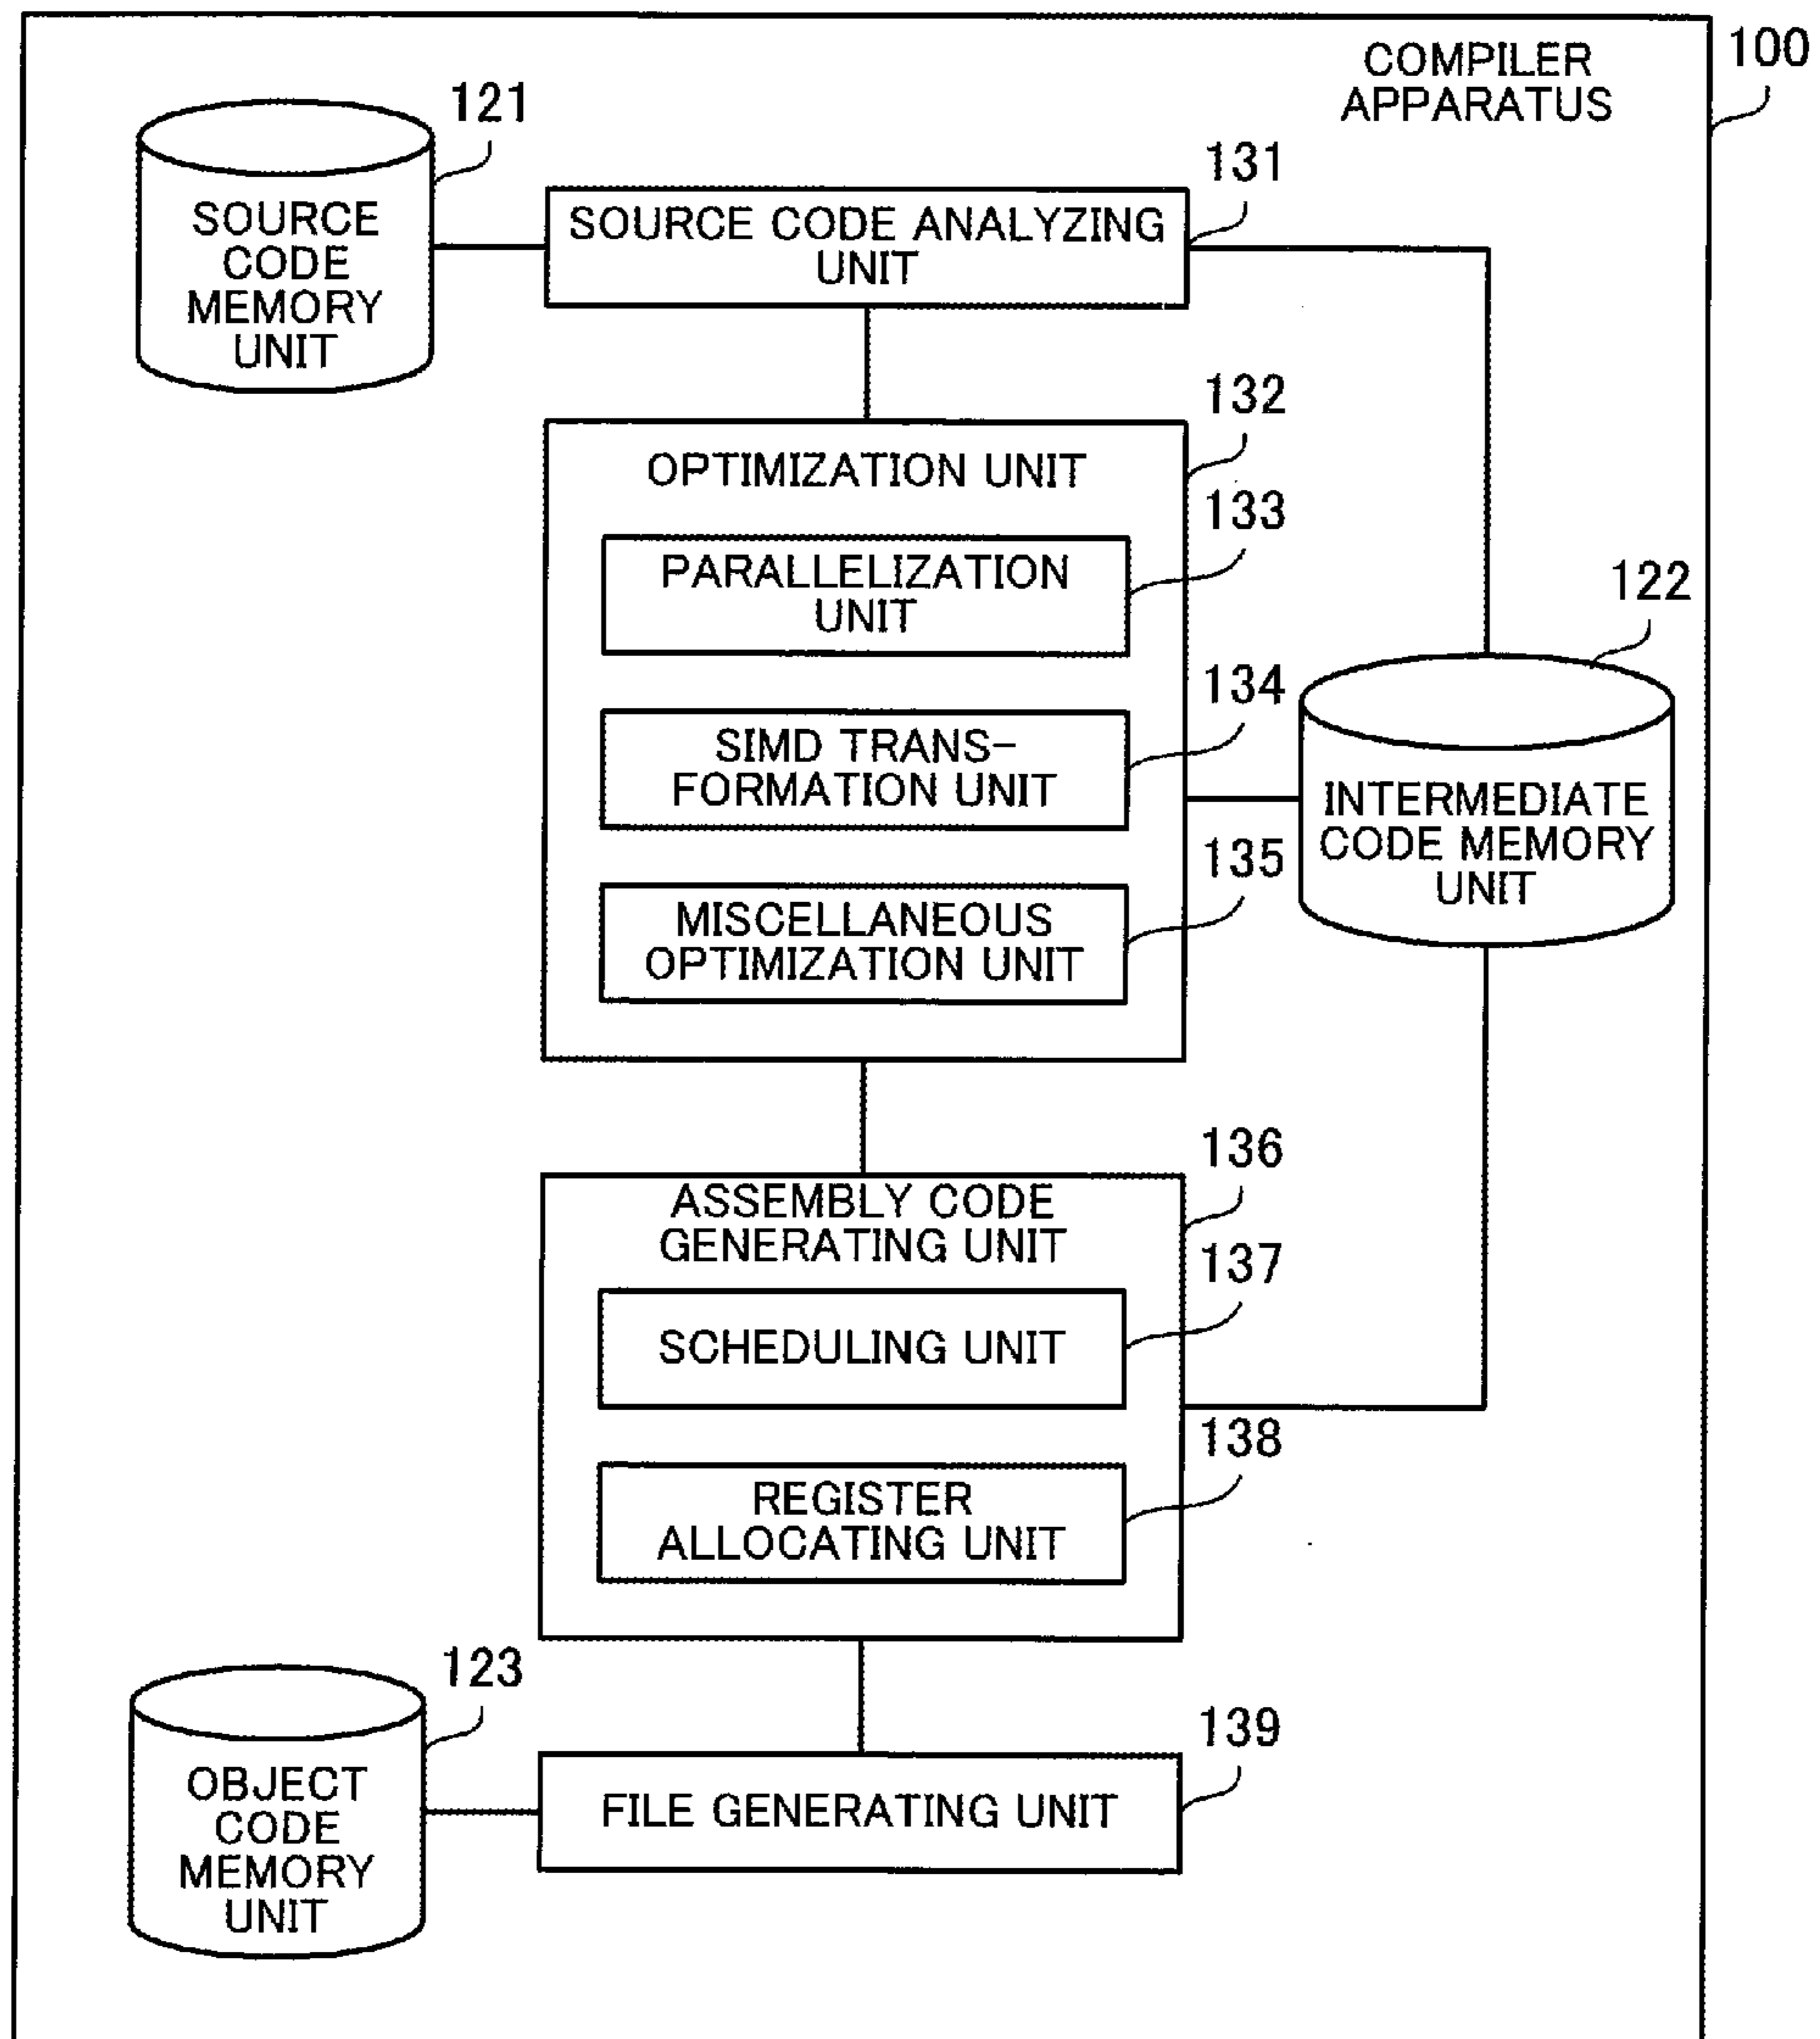 COMPILER
APPARATUS
100
121
SOURCE
CODE
MEMORY
UNIT
131
SOURCE CODE ANALYZING
UNIT
132
OPTIMIZATION UNIT
133
PARALLELIZATION
UNIT
134
SIMD TRANS-
FORMATION UNIT
135
MISCELLANEOUS
OPTIMIZATION UNIT
122
INTERMEDIATE
CODE MEMORY
UNIT
136
ASSEMBLY CODE
GENERATING UNIT
137
SCHEDULING UNIT
138
REGISTER
ALLOCATING UNIT
123
OBJECT
CODE
MEMORY
UNIT
139
FILE GENERATING UNIT